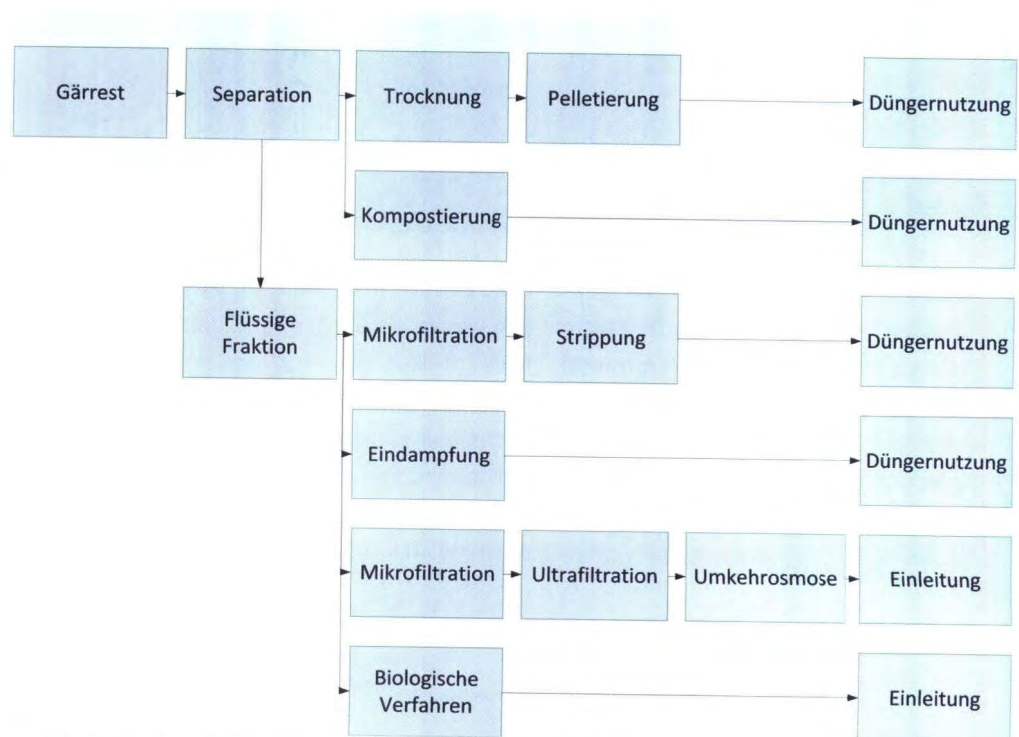 Gärrest
Separation
Trocknung
Pelletierung
Düngernutzung
Kompostierung
Düngernutzung
Flüssige
Fraktion
Mikrofiltration
Strippung
Düngernutzung
Eindampfung
Düngernutzung
Mikrofiltration
Ultrafiltration
Umkehrosmose
Einleitung
Biologische
Verfahren
Einleitung